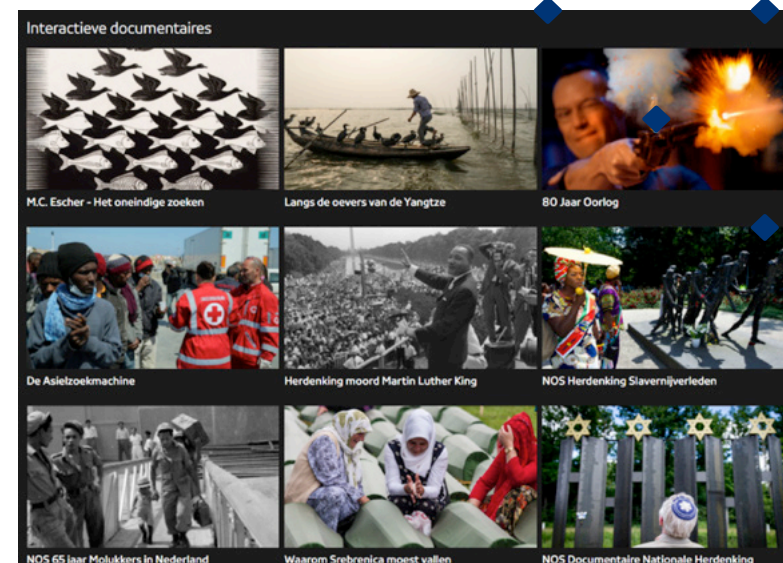 Interactieve documentaires
M.C. Escher - Het oneindige zoeken
Langs de oevers van de Yangtze
80 Jaar Oorlog
De Asielzoekmachine
Herdenking moord Martin Luther King
NOS Herdenking Slavernijverleden
NOS 65 jaar Molukkers in Nederland
Waarom Srebrenica moest vallen
NOS Documentaire Nationale Herdenking